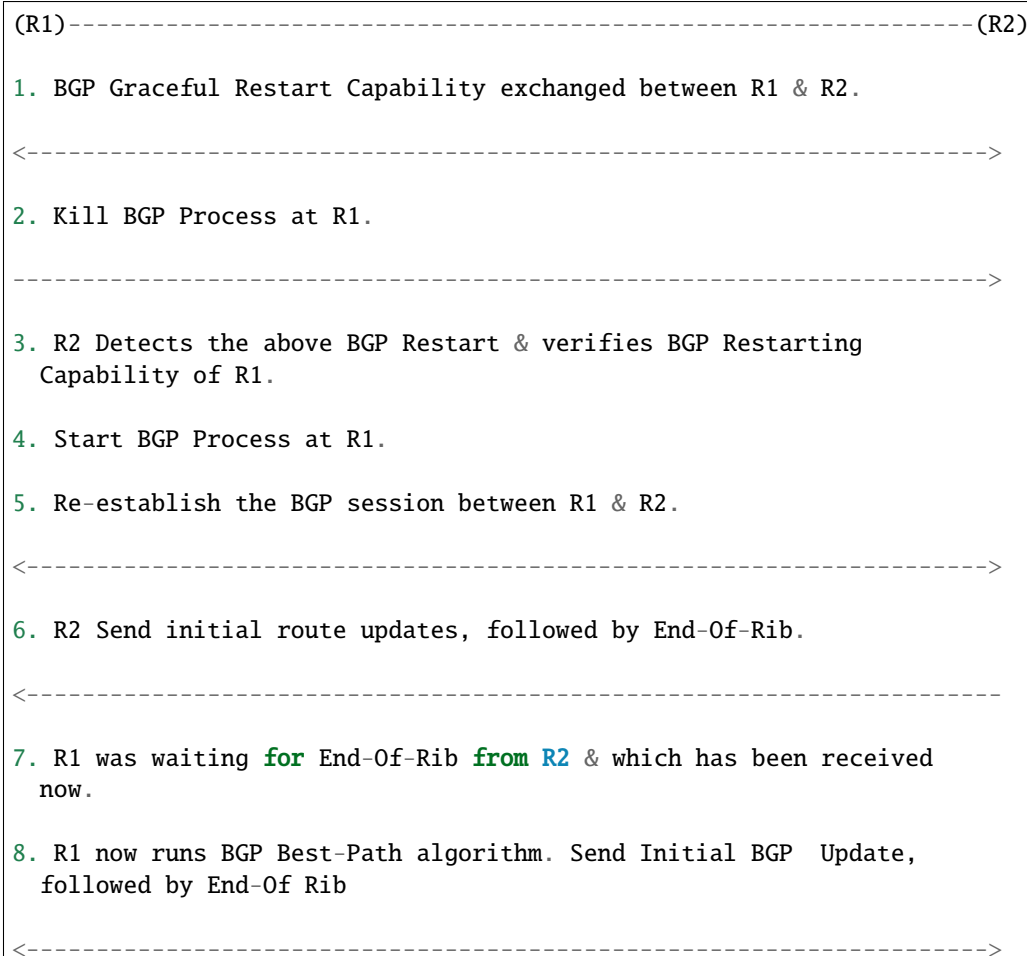 (R1)-----------------------------------------------------------------(R2)
1. BGP Graceful Restart Capability exchanged between R1 & R2.
<--------------------------------------------------------------------->
2. Kill BGP Process at R1.
---------------------------------------------------------------------->
3. R2 Detects the above BGP Restart & verifies BGP Restarting
Capability of R1.
4. Start BGP Process at R1.
5. Re-establish the BGP session between R1 & R2.
<--------------------------------------------------------------------->
6. R2 Send initial route updates, followed by End-Of-Rib.
<----------------------------------------------------------------------
7. R1 was waiting for End-Of-Rib from R2 & which has been received
now.
8. R1 now runs BGP Best-Path algorithm. Send Initial BGP  Update,
followed by End-Of Rib
<--------------------------------------------------------------------->